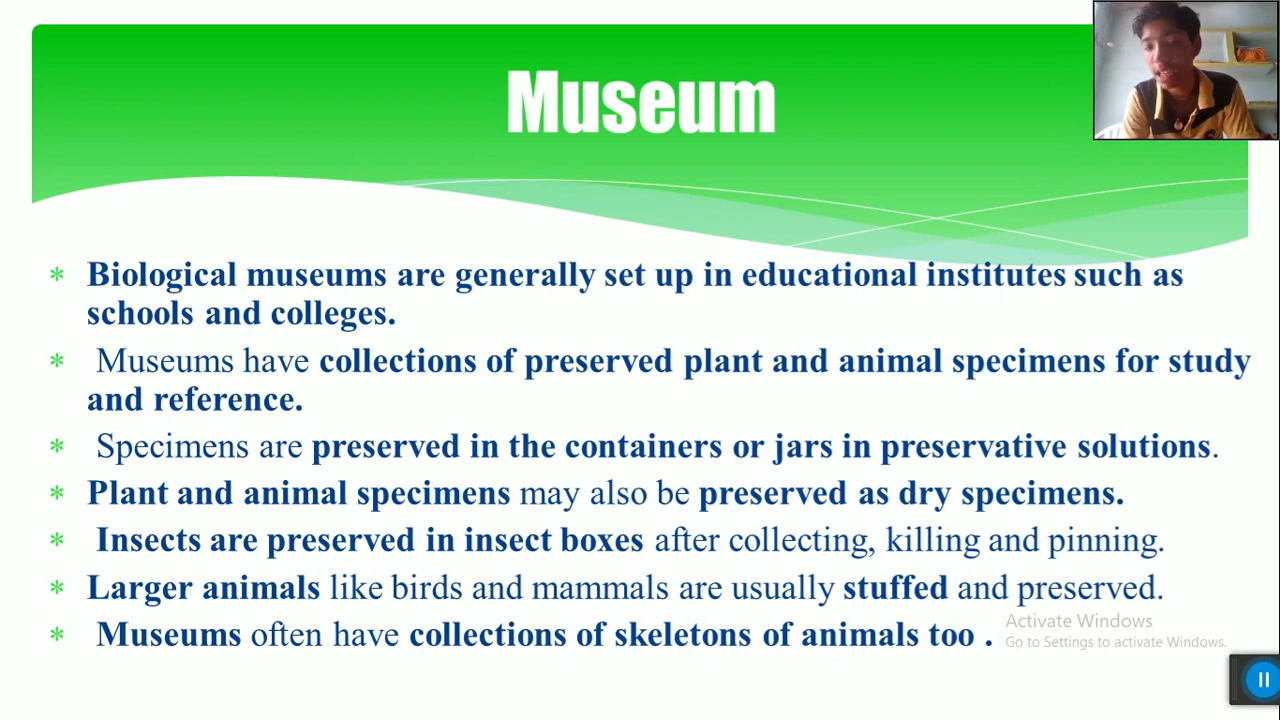 Museum
* Biological museums are generally set up in educational institutes such as
schools and colleges.
* Museums have collections of preserved plant and animal specimens for study
and reference.
* Specimens are preserved in the containers or jars in preservative solutions.
* Plant and animal specimens may also be preserved as dry specimens.
* Insects are preserved in insect boxes after collecting, killing and pinning.
* Larger animals like birds and mammals are usually stuffed and preserved.
* Museums often have collections of skeletons of animals too .
Activate Windows
Go to Settings to activate Windows.